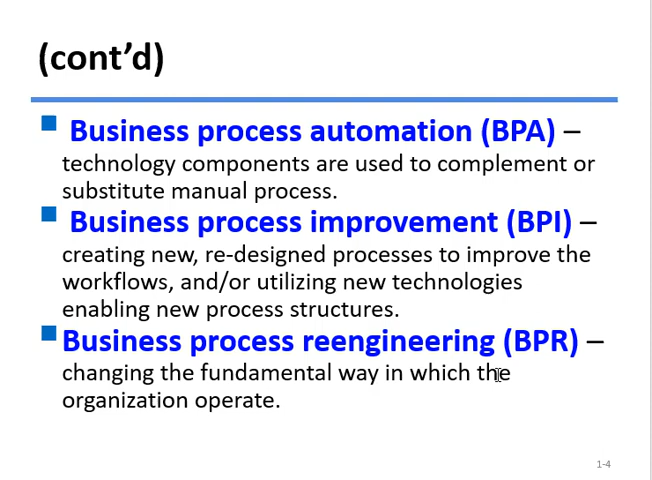 (cont’d)
Business process automation (BPA) –
technology components are used to complement or
substitute manual process.
Business process improvement (BPI) –
creating new, re-designed processes to improve the
workflows, and/or utilizing new technologies
enabling new process structures.
Business process reengineering (BPR) –
changing the fundamental way in which the
organization operate.
1-4